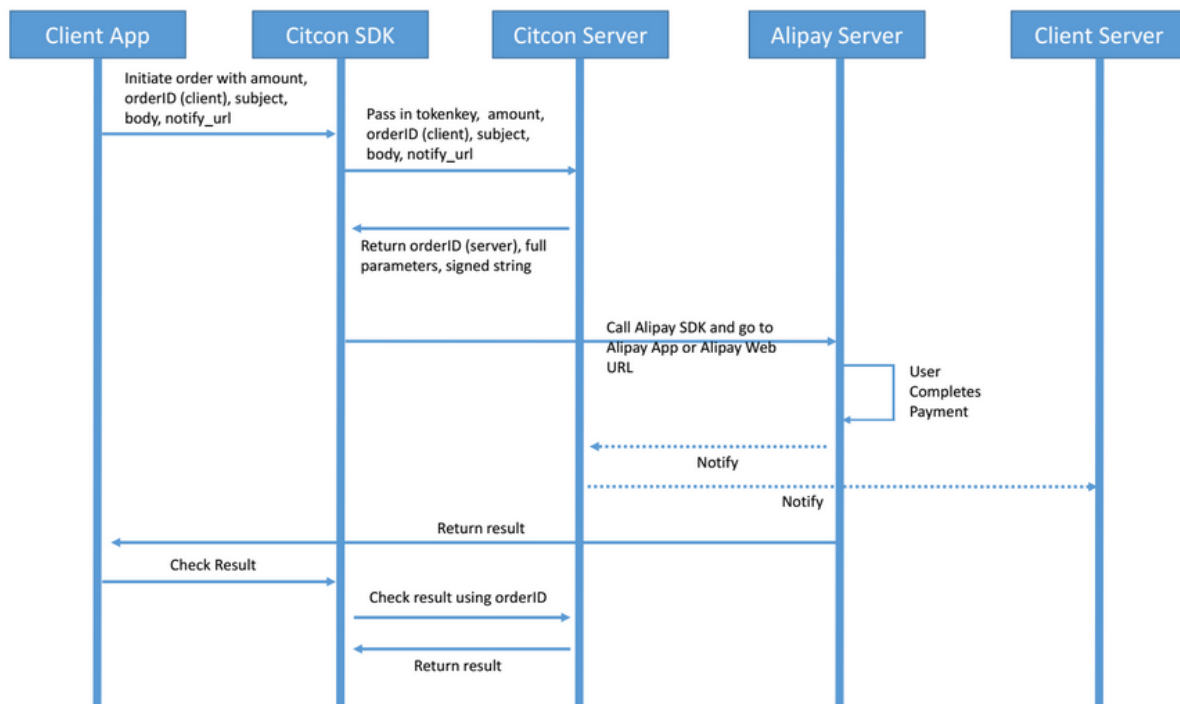 Client App
Citcon SDK
Citcon Server
Alipay Server
Client Server
Initiate order with amount,
orderID (client), subject,
body, notify_url
Pass in tokenkey,  amount,
orderID (client), subject,
body, notify_url
Return orderID (server), full
parameters, signed string
Call Alipay SDK and go to
Alipay App or Alipay Web
URL
User
Completes
Payment
Notify
Notify
Return result
Check Result
Check result using orderID
Return result